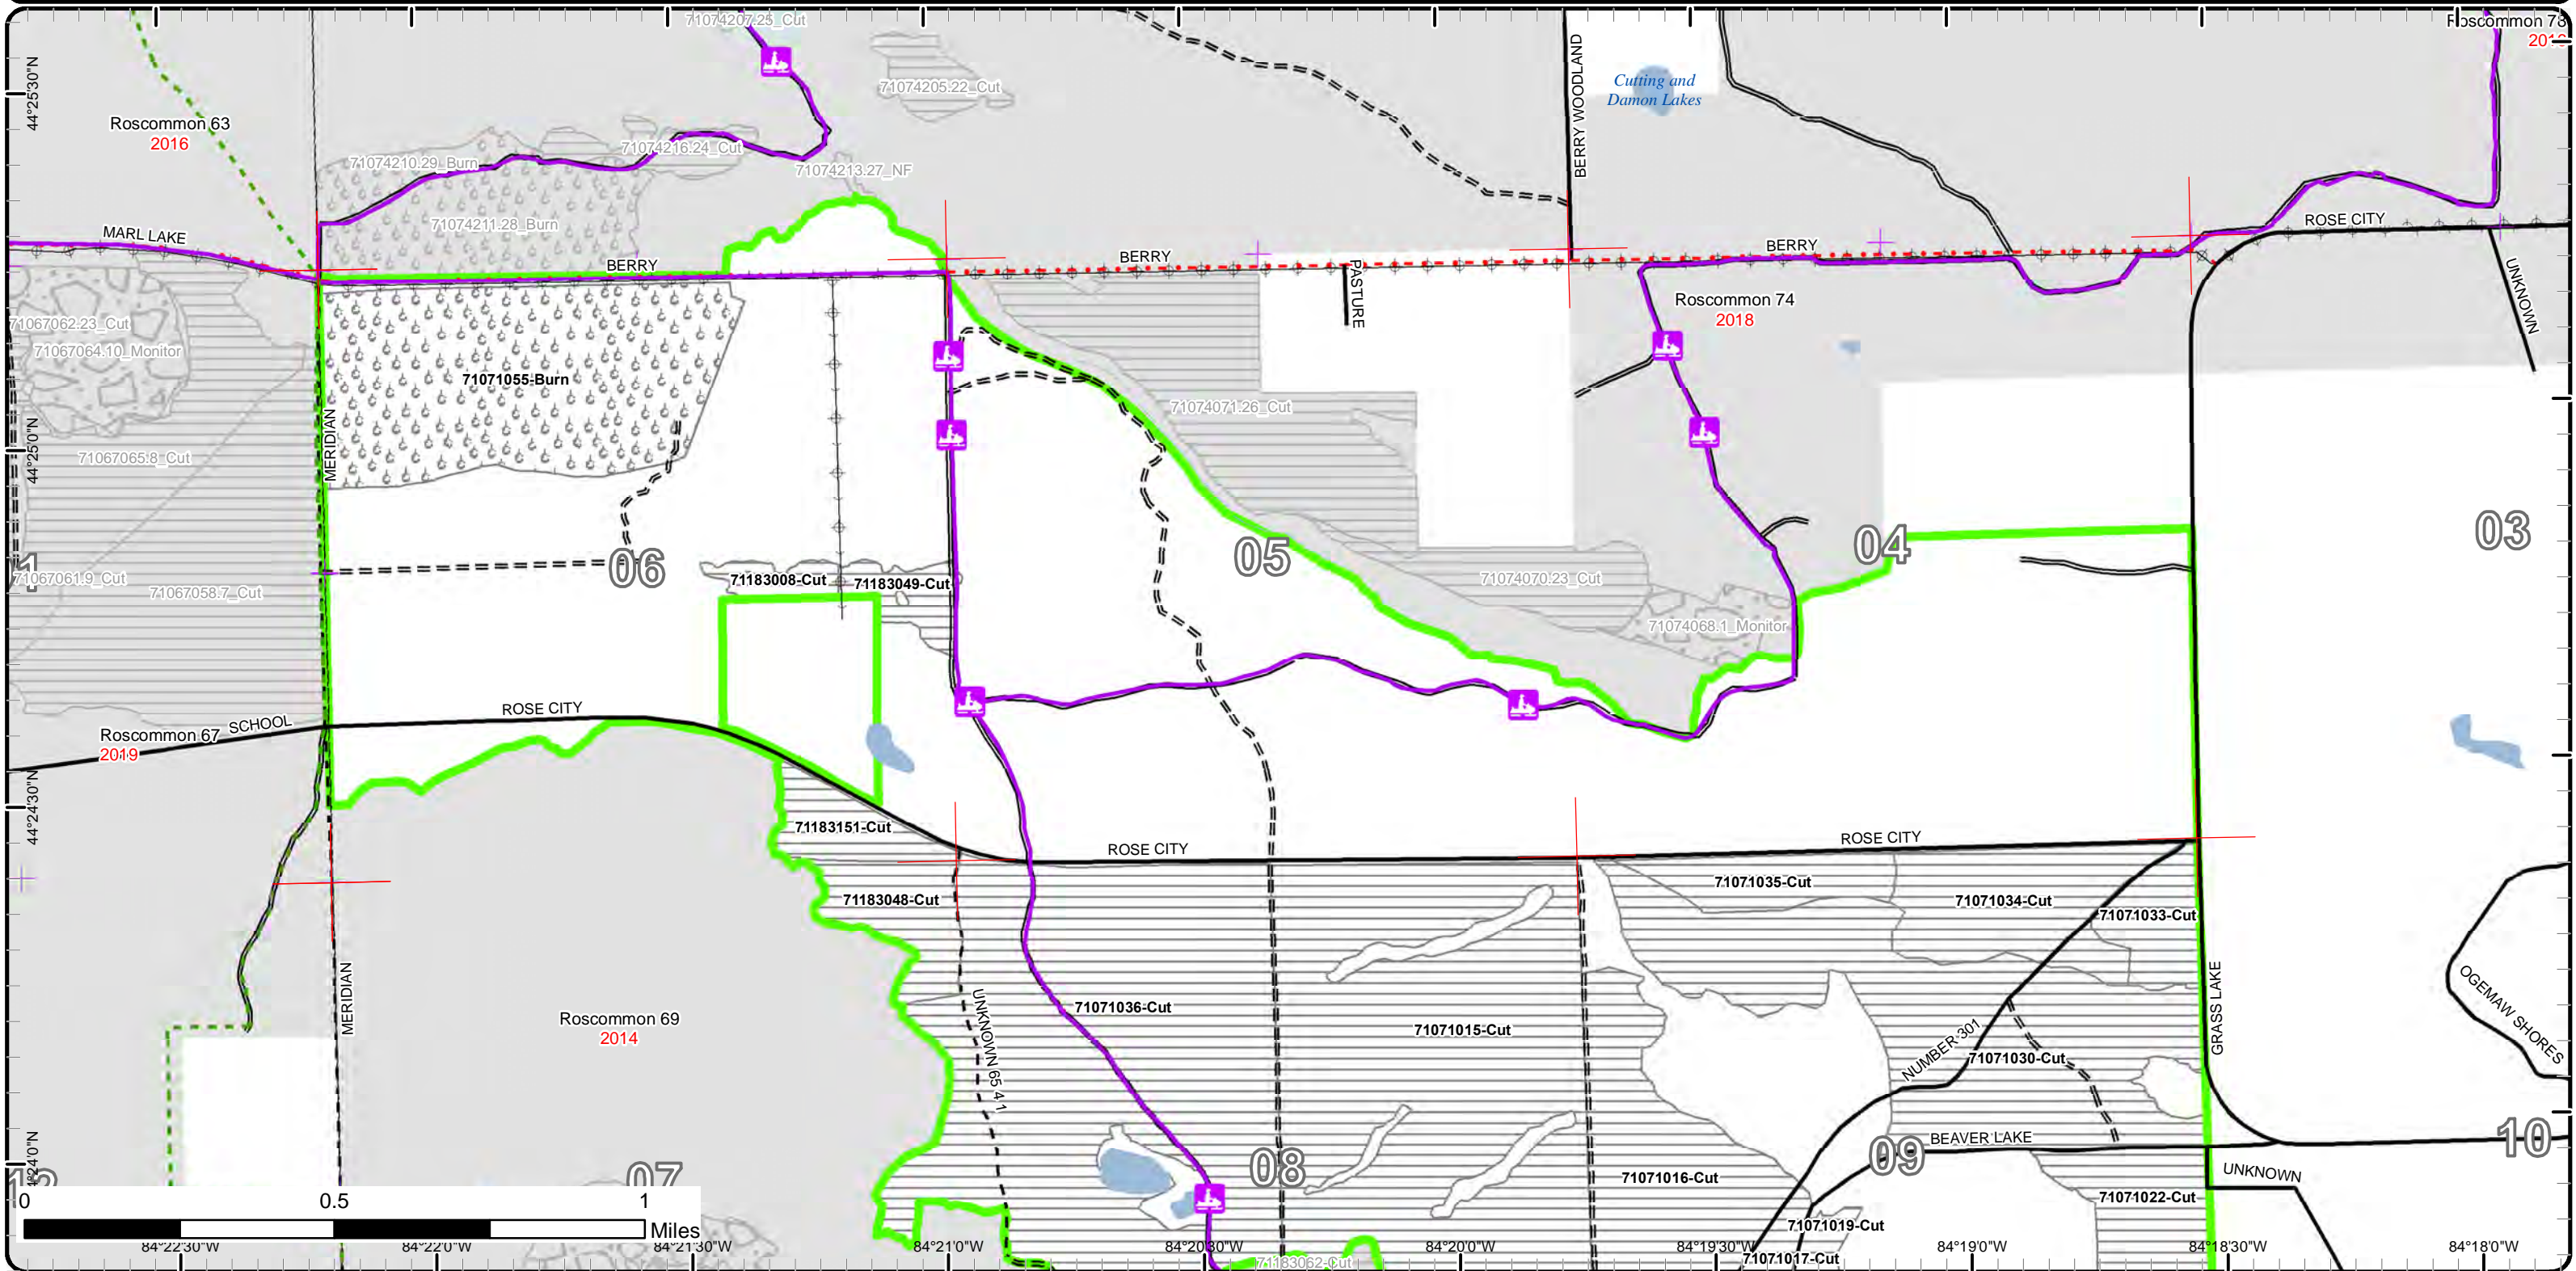 71074207.25_Cut
Roscommon 78
44°25'30"N
71074205.22_Cut
BERRY WOODLAND
Cutting and
Damon Lakes
Roscommon 63
2016
71074210.29_Burn
71074216.24_Cut
71074213.27_NF
71074211.28_Burn
MARL LAKE
BERRY
BERRY
BERRY
ROSE CITY
UNKNOWN
PASTURE
Roscommon 74
2018
71067062.23_Cut
71067064.10_Monitor
71071055-Burn
MERIDIAN
71074071.26_Cut
44°25'0"N
71067065.8_Cut
06
05
04
03
71067061.9_Cut
71067058.7_Cut
71183008-Cut
71183049-Cut
71074070.23_Cut
71074068.1_Monitor
ROSE CITY
SCHOOL
Roscommon 67
2019
44°24'30"N
71183151-Cut
ROSE CITY
ROSE CITY
71183048-Cut
71071035-Cut
71071034-Cut
71071033-Cut
MERIDIAN
UNKNOWN 65 4 1
71071036-Cut
71071015-Cut
GRASS LAKE
OGEMAW SHORES
Roscommon 69
2014
NUMBER 301
71071030-Cut
BEAVER LAKE
44°24'0"N
07
08
09
10
71071016-Cut
UNKNOWN
71071022-Cut
0 0.5 1
Miles
71071019-Cut
71071017-Cut
71183062-Cut
84°22'30"W 84°22'0"W 84°21'30"W 84°21'0"W 84°20'30"W 84°20'0"W 84°19'30"W 84°19'0"W 84°18'30"W 84°18'0"W